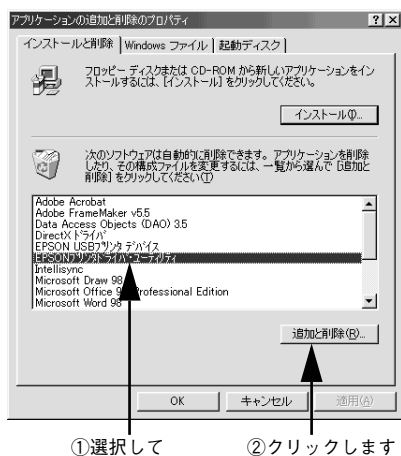 アプリケーションの追加と削除のプロパティ
インストールと削除 Windows ファイル 起動ディスク
フロッピー ディスクまたは CD-ROM から新しいアプリケーションをイン
ストールするには、[インストール] をクリックしてください。
インストール(I)...
次のソフトウェアは自動的に削除できます。アプリケーションを削除
したり、その構成ファイルを変更するには、一覧から選んで [追加と
削除] をクリックしてください(T)
Adobe Acrobat
Adobe FrameMaker v5.5
Data Access Objects (DAO) 3.5
DirectX ドライバ
EPSON USBプリンタ デバイス
EPSONプリンタドライバ・ユーティリティ
Intellisync
Microsoft Draw 98
Microsoft Office 9 Professional Edition
Microsoft Word 98
追加と削除(R)...
OK キャンセル 適用(A)
①選択して ②クリックします